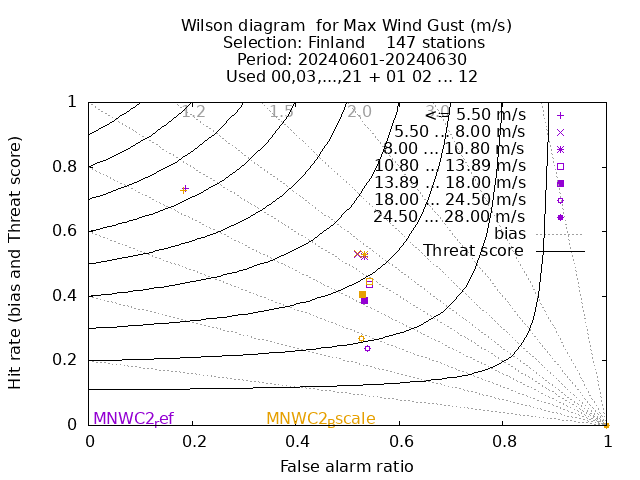 Wilson diagram  for Max Wind Gust (m/s)
Selection: Finland    147 stations
Period: 20240601-20240630
Used 00,03,...,21 + 01 02 ... 12
Hit rate (bias and Threat score)
1
0.8
0.6
0.4
0.2
0
1.2
1.5
2.0
3.0
<= 5.50 m/s
5.50 ... 8.00 m/s
8.00 ... 10.80 m/s
10.80 ... 13.89 m/s
13.89 ... 18.00 m/s
18.00 ... 24.50 m/s
24.50 ... 28.00 m/s
bias
Threat score
MNWC2ref
MNWC2Bscale
0
0.2
0.4
0.6
0.8
1
False alarm ratio